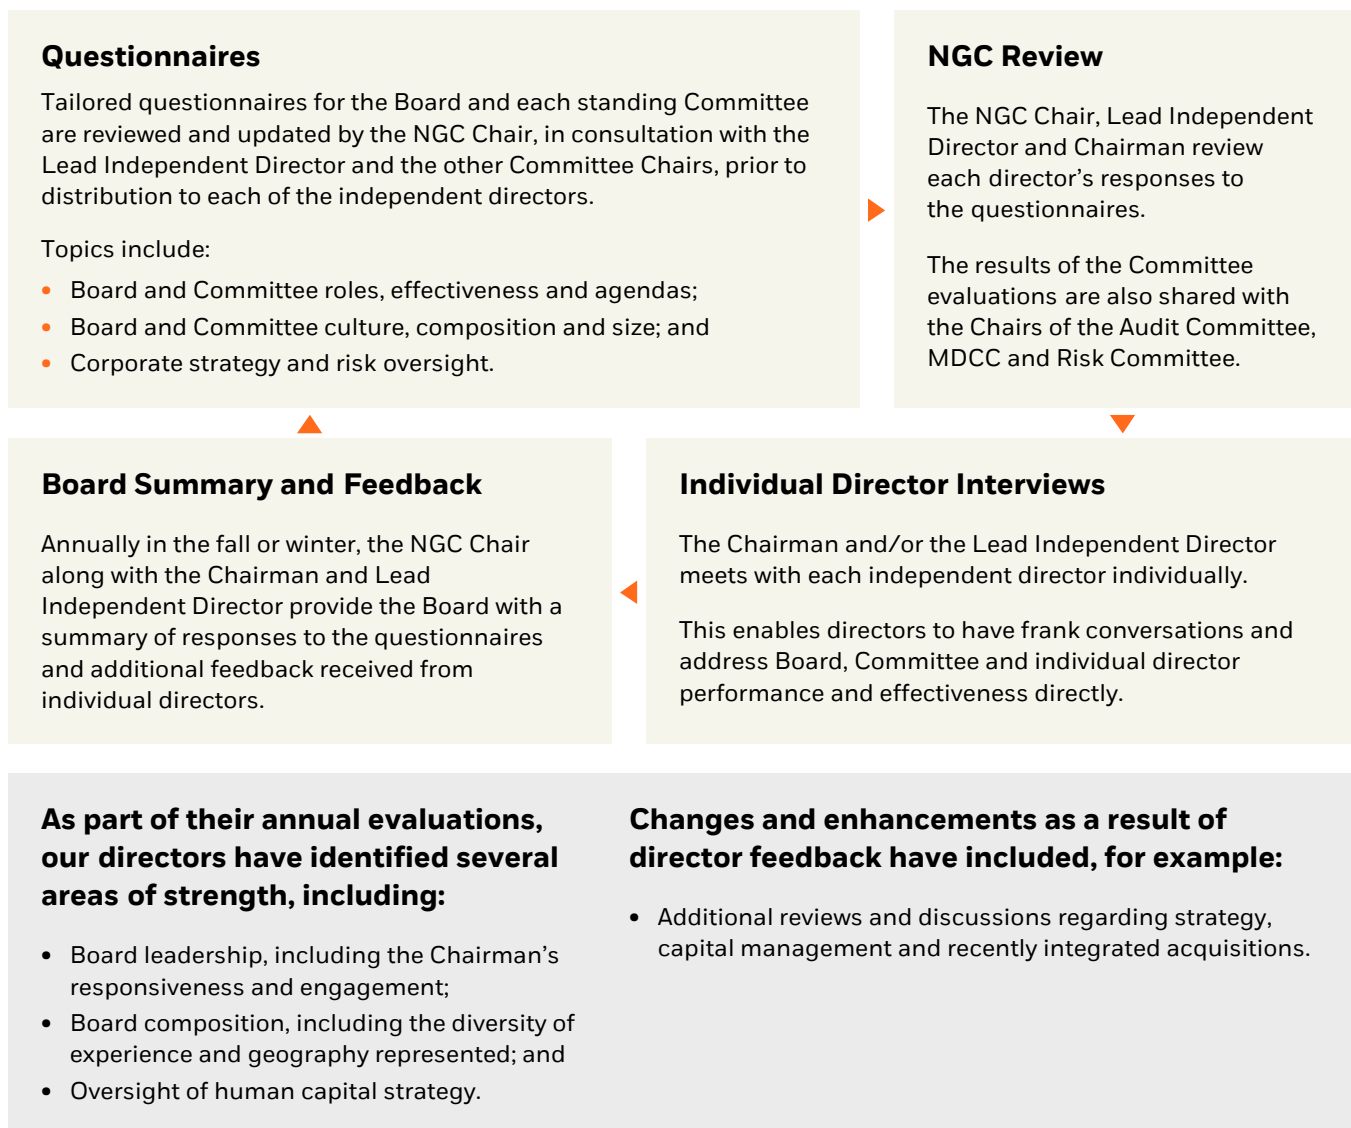 Questionnaires
Tailored questionnaires for the Board and each standing Committee
are reviewed and updated by the NGC Chair, in consultation with the
Lead Independent Director and the other Committee Chairs, prior to
distribution to each of the independent directors.
Topics include:
• Board and Committee roles, effectiveness and agendas;
• Board and Committee culture, composition and size; and
• Corporate strategy and risk oversight.
NGC Review
The NGC Chair, Lead Independent
Director and Chairman review
each director’s responses to
the questionnaires.
The results of the Committee
evaluations are also shared with
the Chairs of the Audit Committee,
MDCC and Risk Committee.
Individual Director Interviews
The Chairman and/or the Lead Independent Director
meets with each independent director individually.
This enables directors to have frank conversations and
address Board, Committee and individual director
performance and effectiveness directly.
Board Summary and Feedback
Annually in the fall or winter, the NGC Chair
along with the Chairman and Lead
Independent Director provide the Board with a
summary of responses to the questionnaires
and additional feedback received from
individual directors.
As part of their annual evaluations,
our directors have identified several
areas of strength, including:
• Board leadership, including the Chairman’s
responsiveness and engagement;
• Board composition, including the diversity of
experience and geography represented; and
• Oversight of human capital strategy.
Changes and enhancements as a result of
director feedback have included, for example:
• Additional reviews and discussions regarding strategy,
capital management and recently integrated acquisitions.